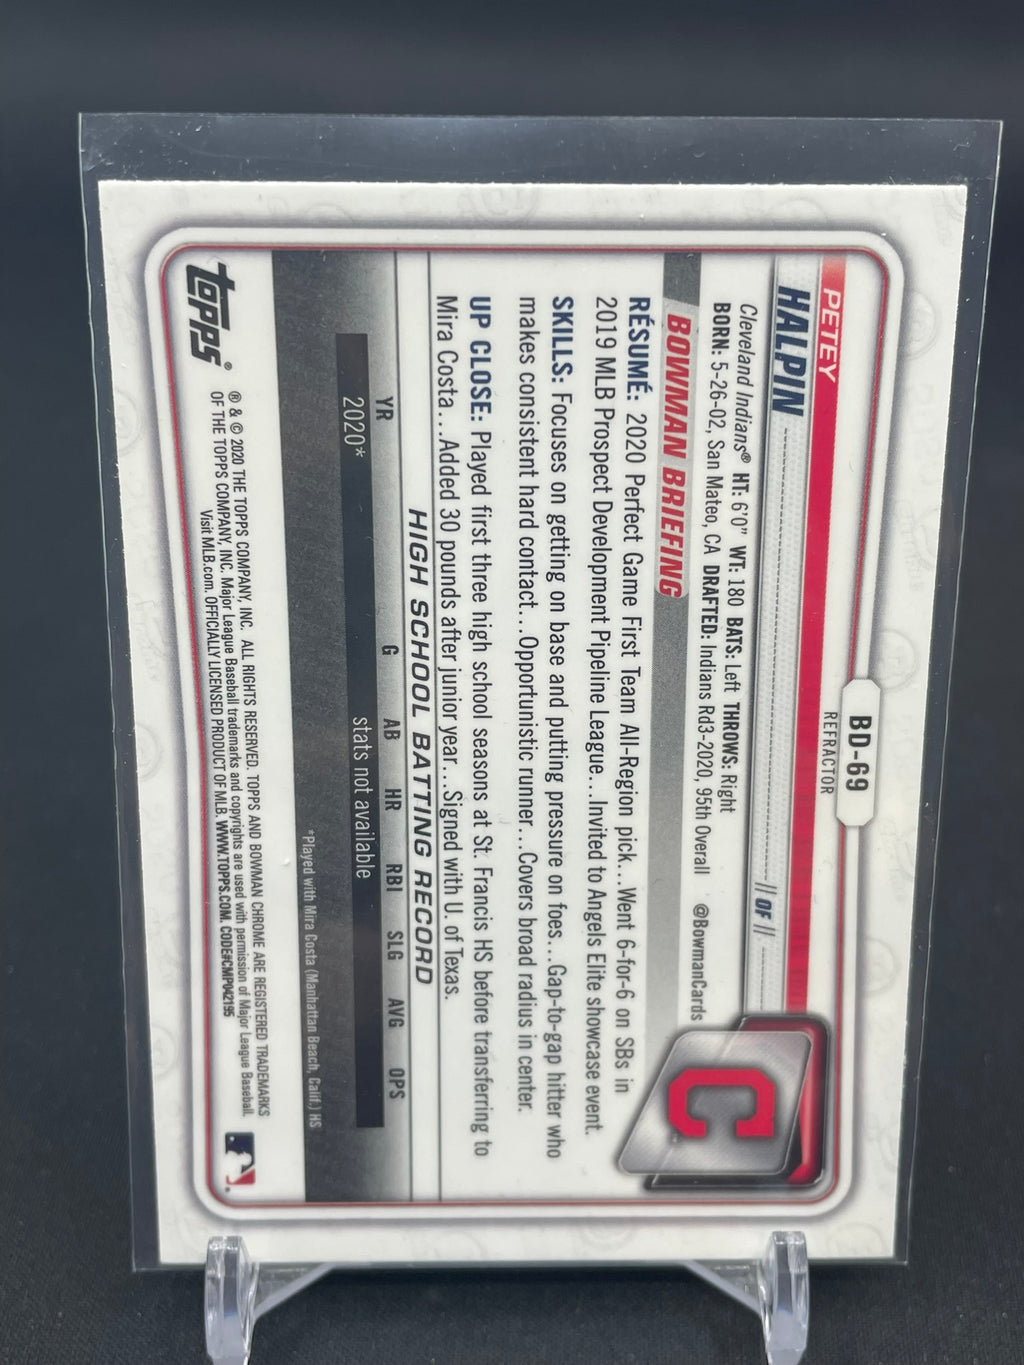 BD-69
REFRACTOR
PETEY
HALPIN
|| OF ||
Cleveland Indians® HT: 6'0" WT: 180 BATS: Left THROWS: Right
BORN: 5-26-02, San Mateo, CA DRAFTED: Indians Rd3-2020, 95th Overall @BowmanCards
C
BOWMAN BRIEFING
RÉSUMÉ: 2020 Perfect Game First Team All-Region pick...Went 6-for-6 on SBs in
2019 MLB Prospect Development Pipeline League...Invited to Angels Elite showcase event.
SKILLS: Focuses on getting on base and putting pressure on foes...Gap-to-gap hitter who
makes consistent hard contact...Opportunistic runner...Covers broad radius in center.
UP CLOSE: Played first three high school seasons at St. Francis HS before transferring to
Mira Costa...Added 30 pounds after junior year...Signed with U. of Texas.
HIGH SCHOOL BATTING RECORD
YR G AB HR RBI SLG AVG OPS
2020* stats not available
*Played with Mira Costa (Manhattan Beach, Calif.) HS
topps®
® & © 2020 THE TOPPS COMPANY, INC. ALL RIGHTS RESERVED. TOPPS AND BOWMAN CHROME ARE REGISTERED TRADEMARKS
OF THE TOPPS COMPANY, INC. Major League Baseball trademarks and copyrights are used with permission of Major League Baseball.
Visit MLB.com. OFFICIALLY LICENSED PRODUCT OF MLB. WWW.TOPPS.COM. CODE#CMP042195